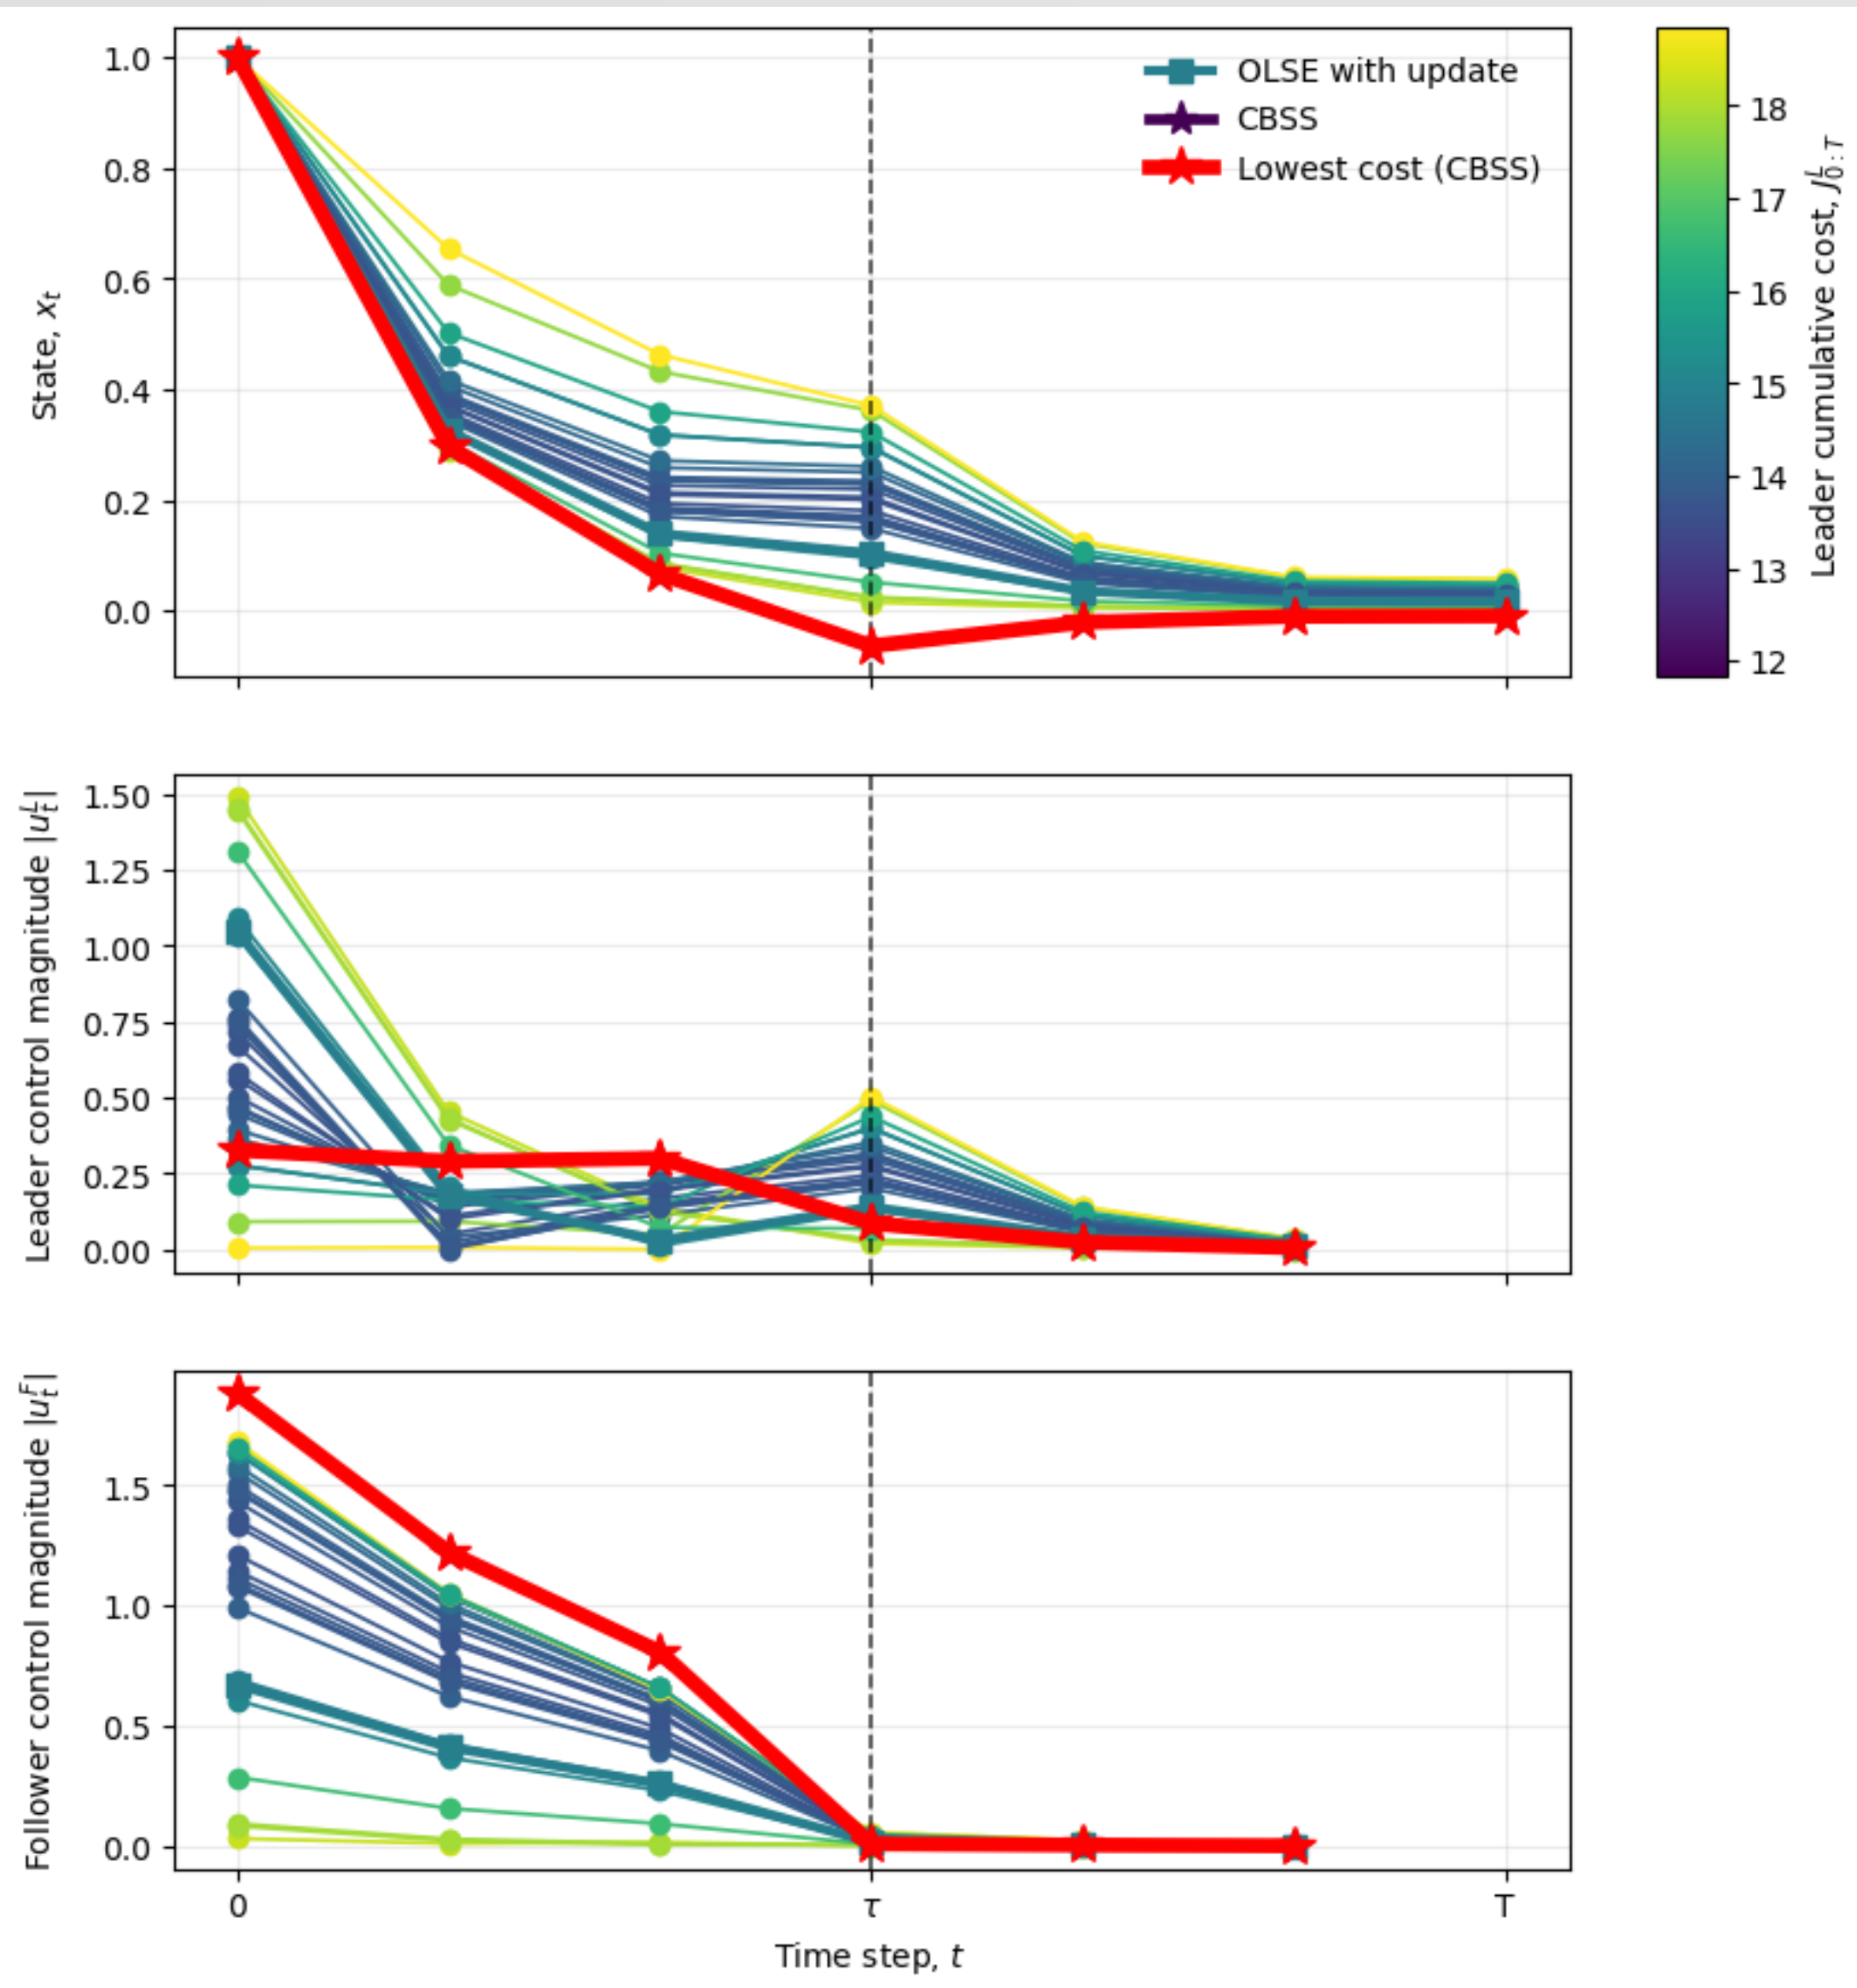 1.0
0.8
0.6
0.4
0.2
0.0
State, x_t
OLSE with update
CBSS
Lowest cost (CBSS)
18
17
16
15
14
13
12
Leader cumulative cost, J^L_{0:T}
1.50
1.25
1.00
0.75
0.50
0.25
0.00
Leader control magnitude |u^L_t|
1.5
1.0
0.5
0.0
Follower control magnitude |u^F_t|
0
τ
T
Time step, t